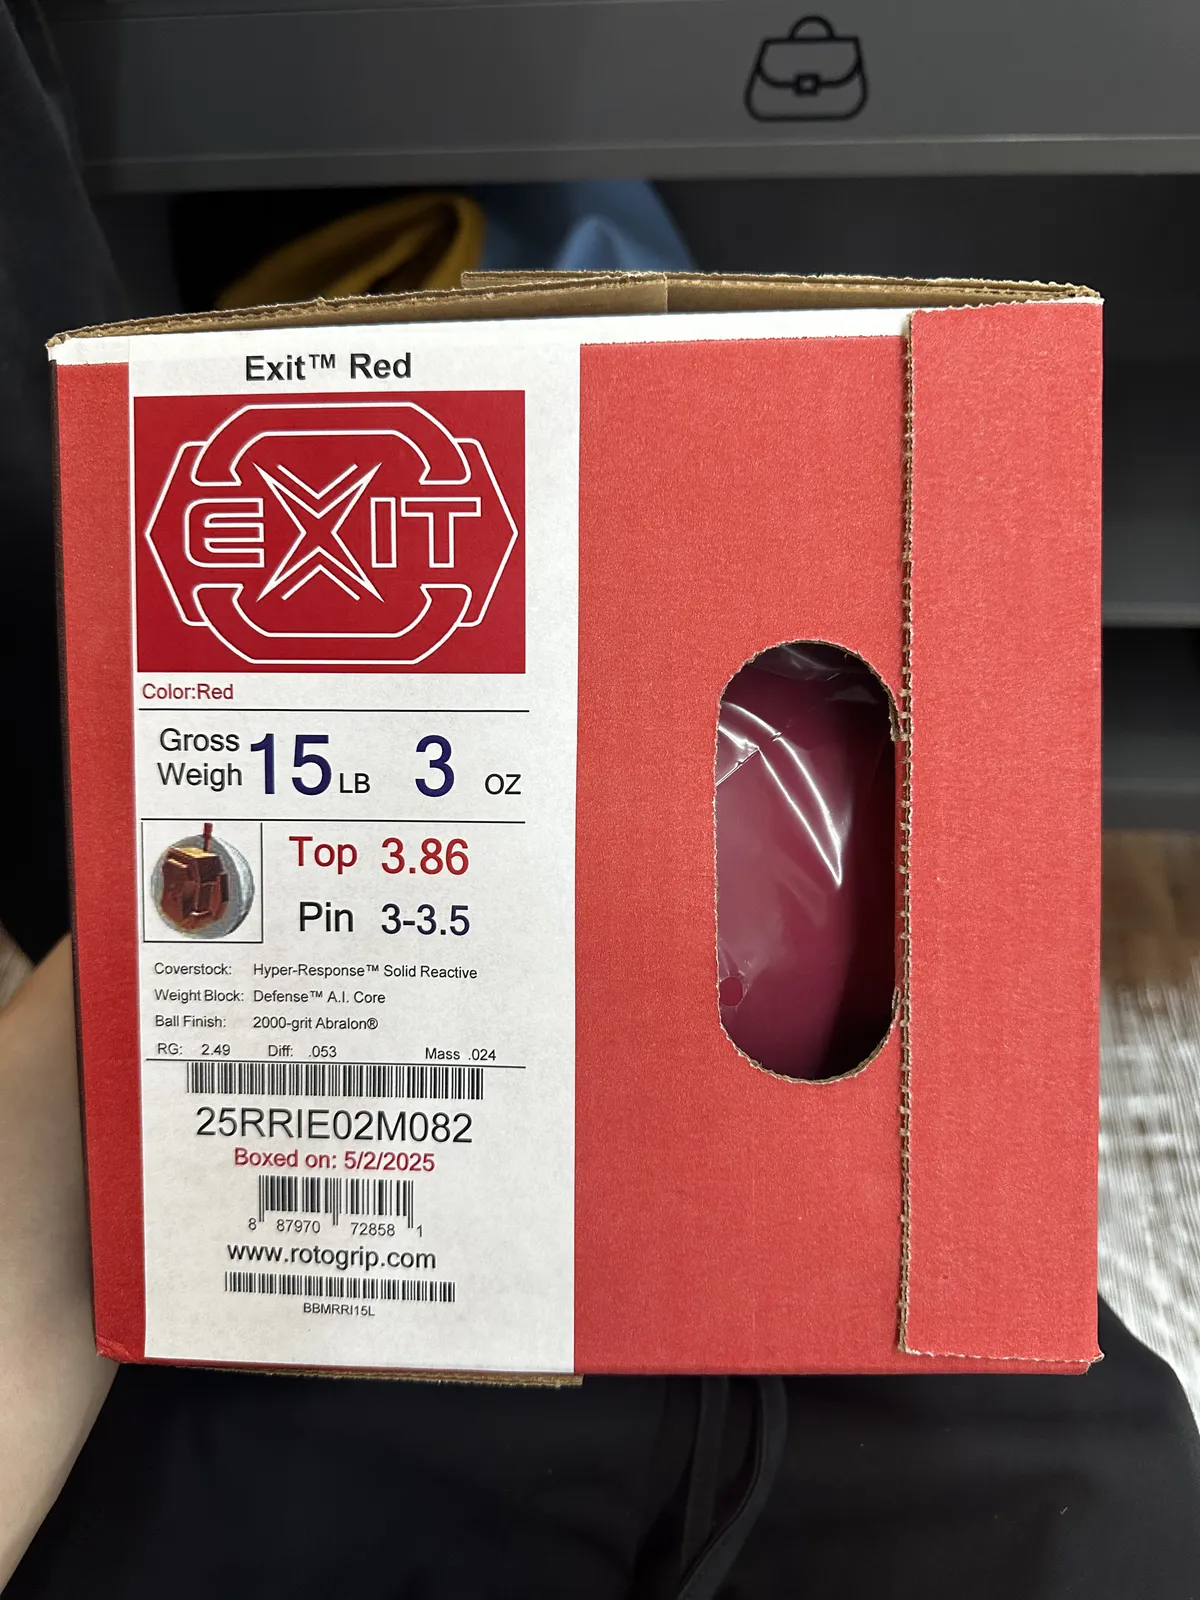 Exit™ Red
EXIT
Color:Red
Gross Weigh 15 LB 3 OZ
Top 3.86
Pin 3-3.5
Coverstock: Hyper-Response™ Solid Reactive
Weight Block: Defense™ A.I. Core
Ball Finish: 2000-grit Abralon®
RG: 2.49 Diff: .053 Mass .024
25RRIE02M082
Boxed on: 5/2/2025
8 87970 72858 1
www.rotogrip.com
BBMRRI15L